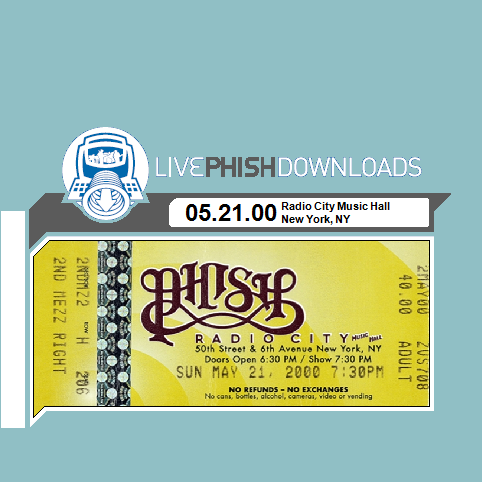 LIVEPHISHDOWNLOADS
05.21.00
Radio City Music Hall
New York, NY
2NDMZ2
2ND MEZZ RIGHT
ROW H
206
PHISH
RADIO CITY MUSIC HALL
50th Street & 6th Avenue New York, NY
Doors Open 6:30 PM / Show 7:30 PM
SUN MAY 21, 2000 7:30PM
NO REFUNDS – NO EXCHANGES
No cans, bottles, alcohol, cameras, video or vending
40.00 ADULT